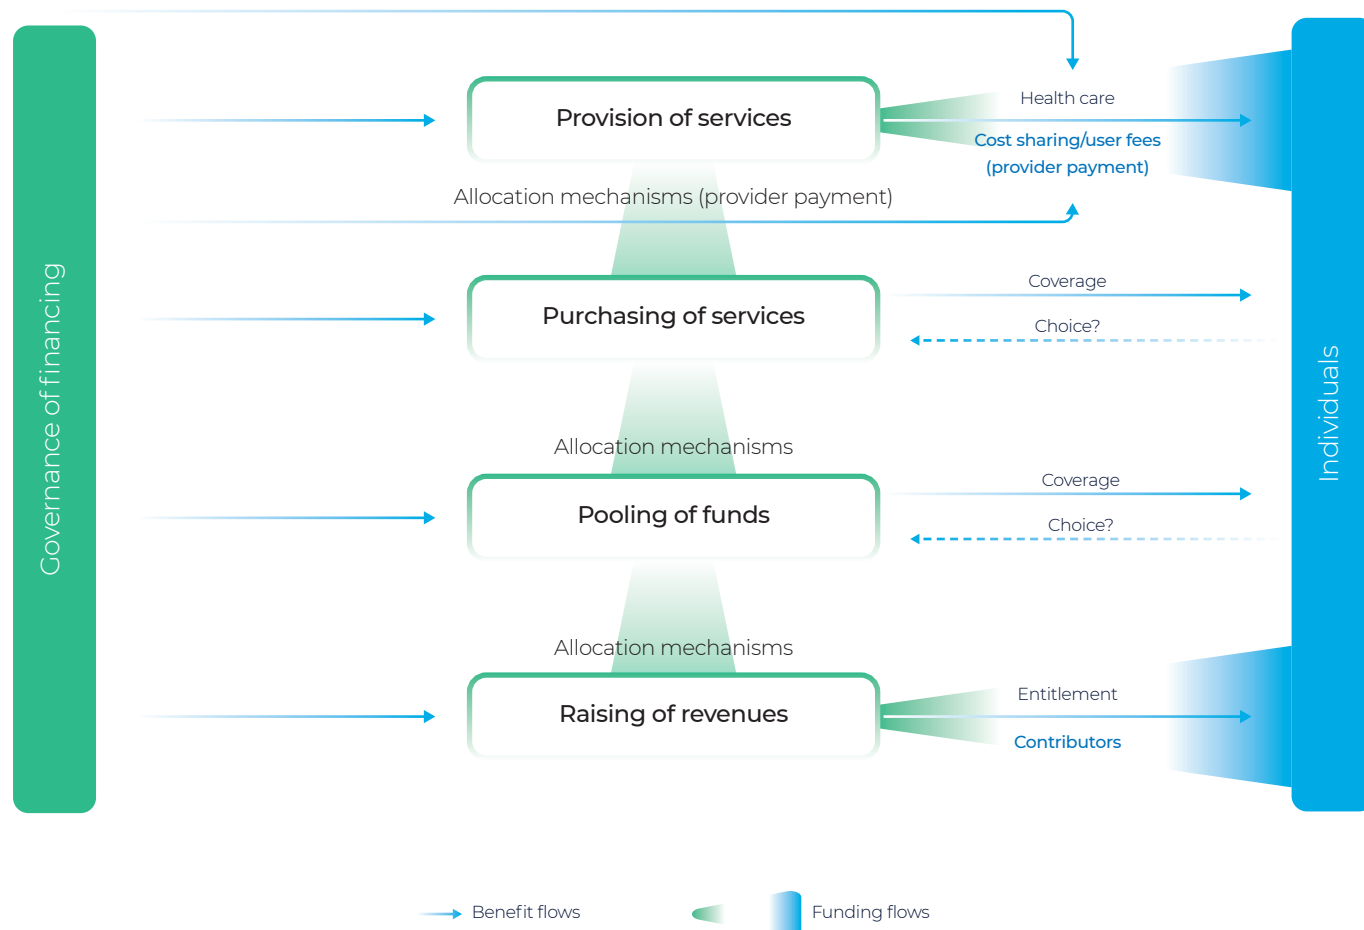 Governance of financing
Provision of services
Health care
Cost sharing/user fees
(provider payment)
Allocation mechanisms (provider payment)
Purchasing of services
Coverage
Choice?
Allocation mechanisms
Pooling of funds
Coverage
Choice?
Allocation mechanisms
Raising of revenues
Entitlement
Contributors
Individuals
Benefit flows
Funding flows